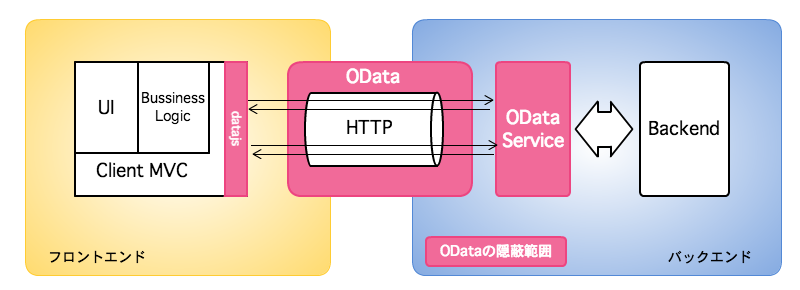 UI
Bussiness
Logic
Client MVC
datajs
フロントエンド
OData
HTTP
OData
Service
Backend
ODataの隠蔽範囲
バックエンド